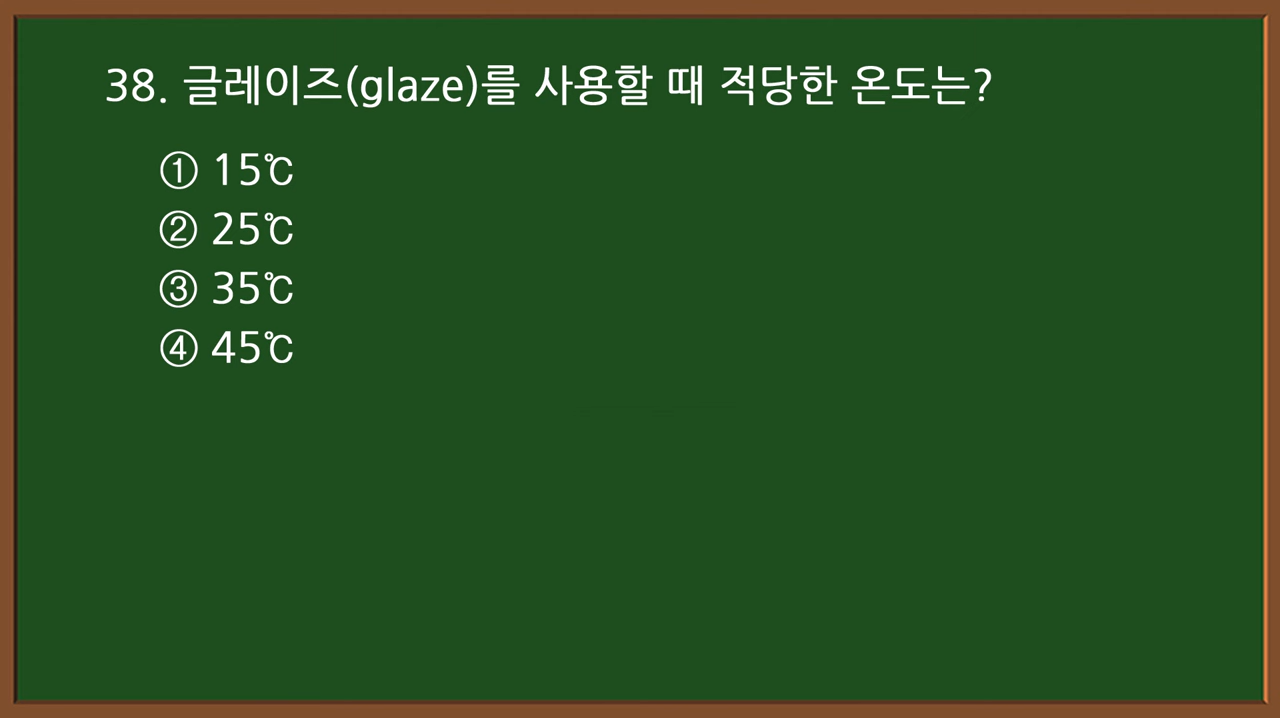 38. 글레이즈(glaze)를 사용할 때 적당한 온도는?
① 15℃
② 25℃
③ 35℃
④ 45℃